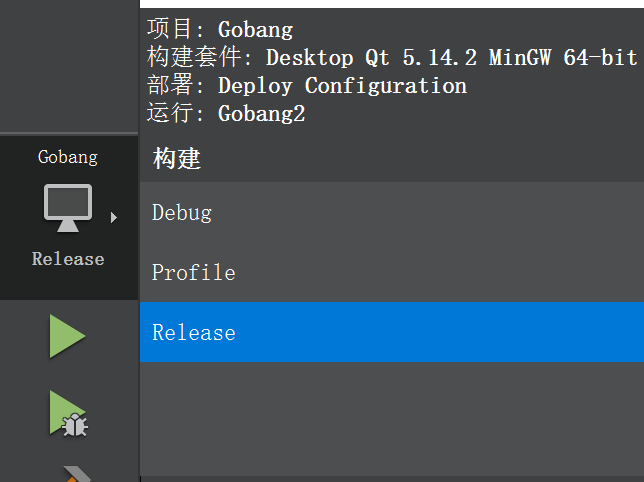 项目: Gobang
构建套件: Desktop Qt 5.14.2 MinGW 64-bit
部署: Deploy Configuration
运行: Gobang2
Gobang
Release
构建
Debug
Profile
Release